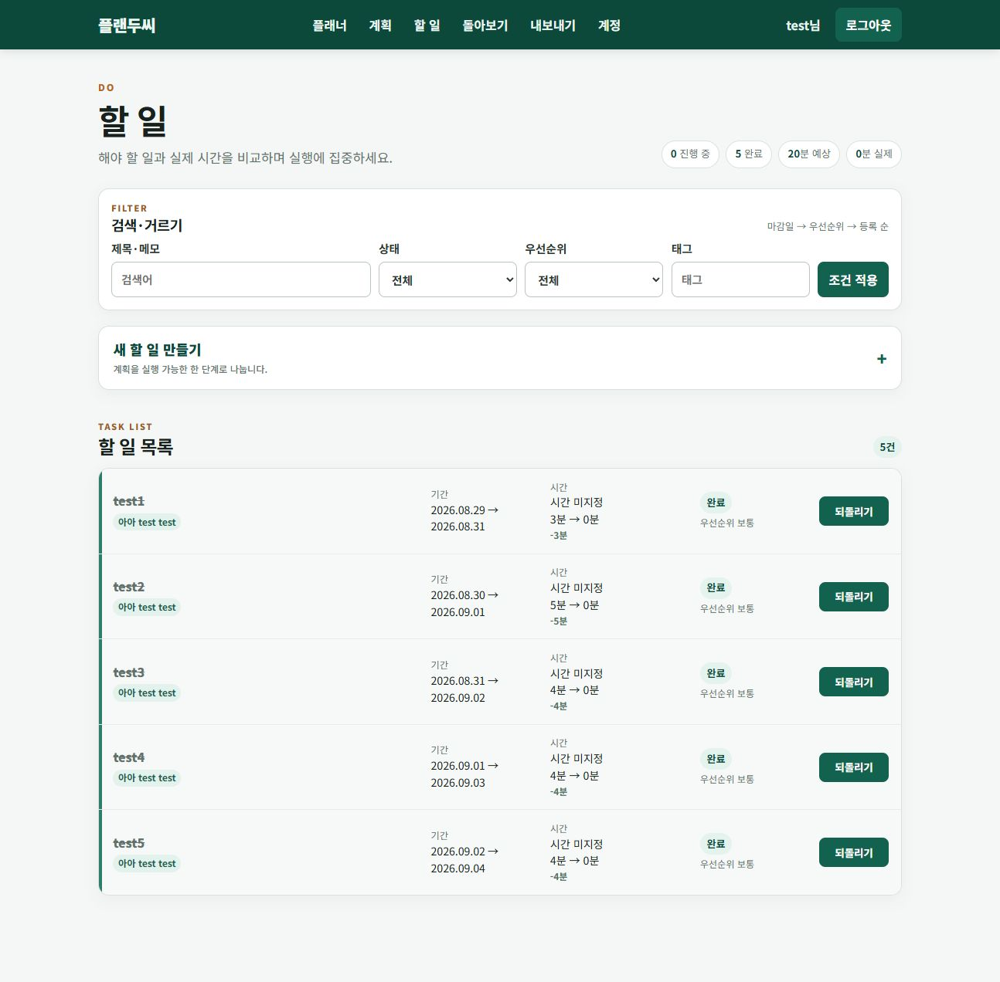 플랜두씨
플래너 계획 할 일 돌아보기 내보내기 계정
test님 로그아웃
DO
할 일
해야 할 일과 실제 시간을 비교하며 실행에 집중하세요.
0 진행 중 5 완료 20분 예상 0분 실제
FILTER
검색·거르기
마감일 → 우선순위 → 등록 순
제목·메모 상태 우선순위 태그
검색어 전체 전체 태그 조건 적용
새 할 일 만들기
계획을 실행 가능한 한 단계로 나눕니다.
+
TASK LIST
할 일 목록
5건
test1
아아 test test
기간
2026.08.29 →
2026.08.31
시간
시간 미지정
3분 → 0분
-3분
완료
우선순위 보통
되돌리기
test2
아아 test test
기간
2026.08.30 →
2026.09.01
시간
시간 미지정
5분 → 0분
-5분
완료
우선순위 보통
되돌리기
test3
아아 test test
기간
2026.08.31 →
2026.09.02
시간
시간 미지정
4분 → 0분
-4분
완료
우선순위 보통
되돌리기
test4
아아 test test
기간
2026.09.01 →
2026.09.03
시간
시간 미지정
4분 → 0분
-4분
완료
우선순위 보통
되돌리기
test5
아아 test test
기간
2026.09.02 →
2026.09.04
시간
시간 미지정
4분 → 0분
-4분
완료
우선순위 보통
되돌리기